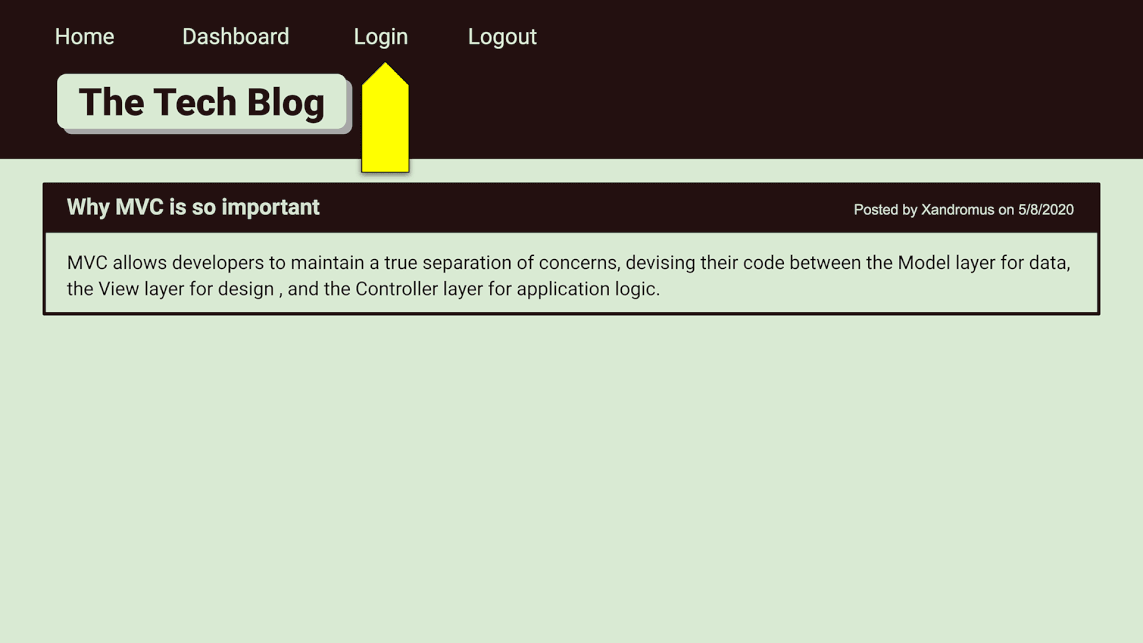 Home Dashboard Login Logout
The Tech Blog
Why MVC is so important
Posted by Xandromus on 5/8/2020
MVC allows developers to maintain a true separation of concerns, devising their code between the Model layer for data,
the View layer for design , and the Controller layer for application logic.